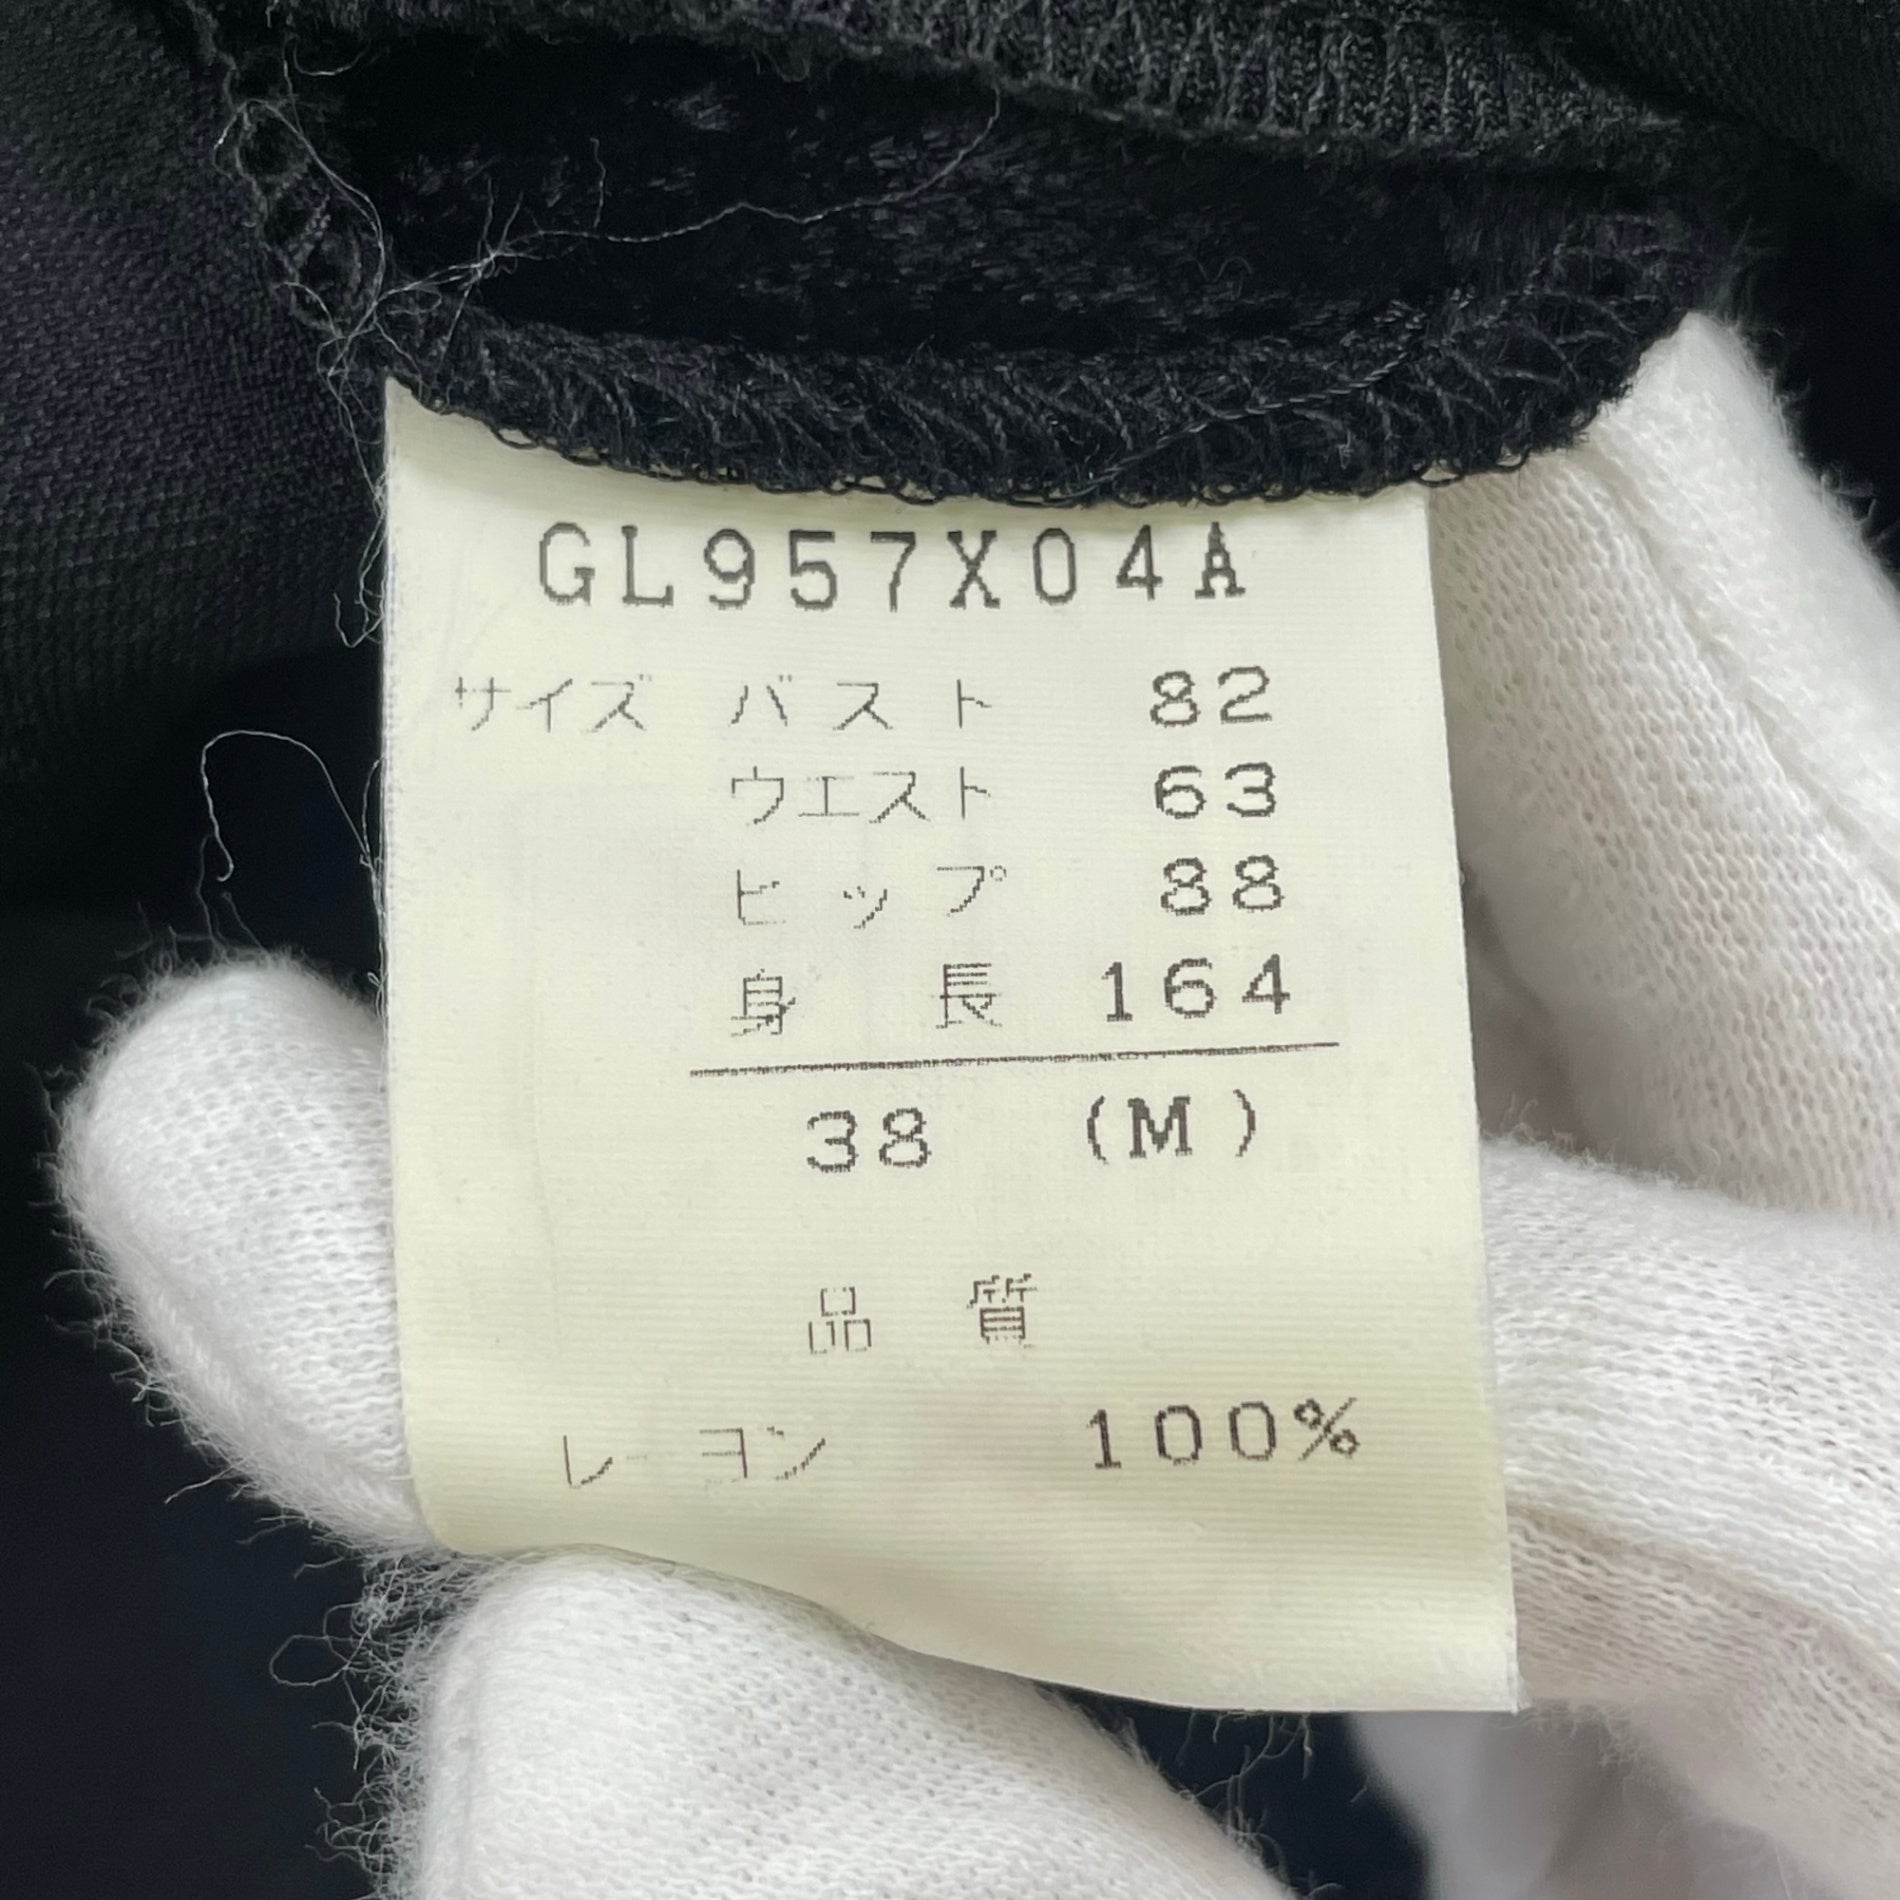 GL957X04A
サイズ バスト 82
ウエスト 63
ヒップ 88
身長 164
38 (M)
品質
レーヨン 100%